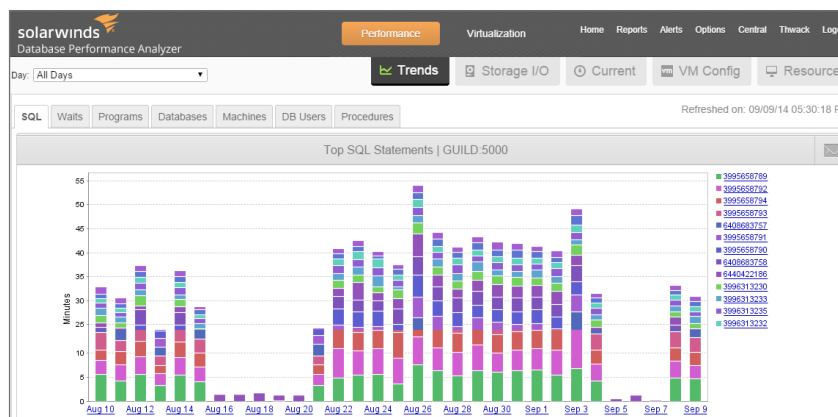 solarwinds
Database Performance Analyzer
Performance
Virtualization
Home Reports Alerts Options Central Thwack
Day: All Days
Trends
Storage I/O
Current
VM Config
Resource
SQL Waits Programs Databases Machines DB Users Procedures
Refreshed on: 09/09/14 05:30:18
Top SQL Statements | GUILD:5000
Minutes
55
50
45
40
35
30
25
10
5
0
Aug 10 Aug 12 Aug 14 Aug 16 Aug 18 Aug 20 Aug 22 Aug 24 Aug 26 Aug 28 Aug 30 Sep 1 Sep 3 Sep 5 Sep 7 Sep 9
3995658789
3995658792
3995658794
3995658793
6408683757
3995658791
3995658790
6408683758
6440422186
3996313230
3996313233
3996313235
3996313232